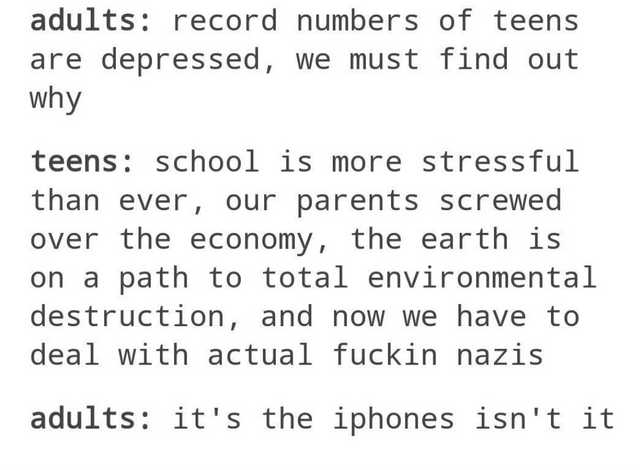 adults: record numbers of teens
are depressed, we must find out
why
teens: school is more stressful
than ever, our parents screwed
over the economy, the earth is
on a path to total environmental
destruction, and now we have to
deal with actual fuckin nazis
adults: it's the iphones isn't it